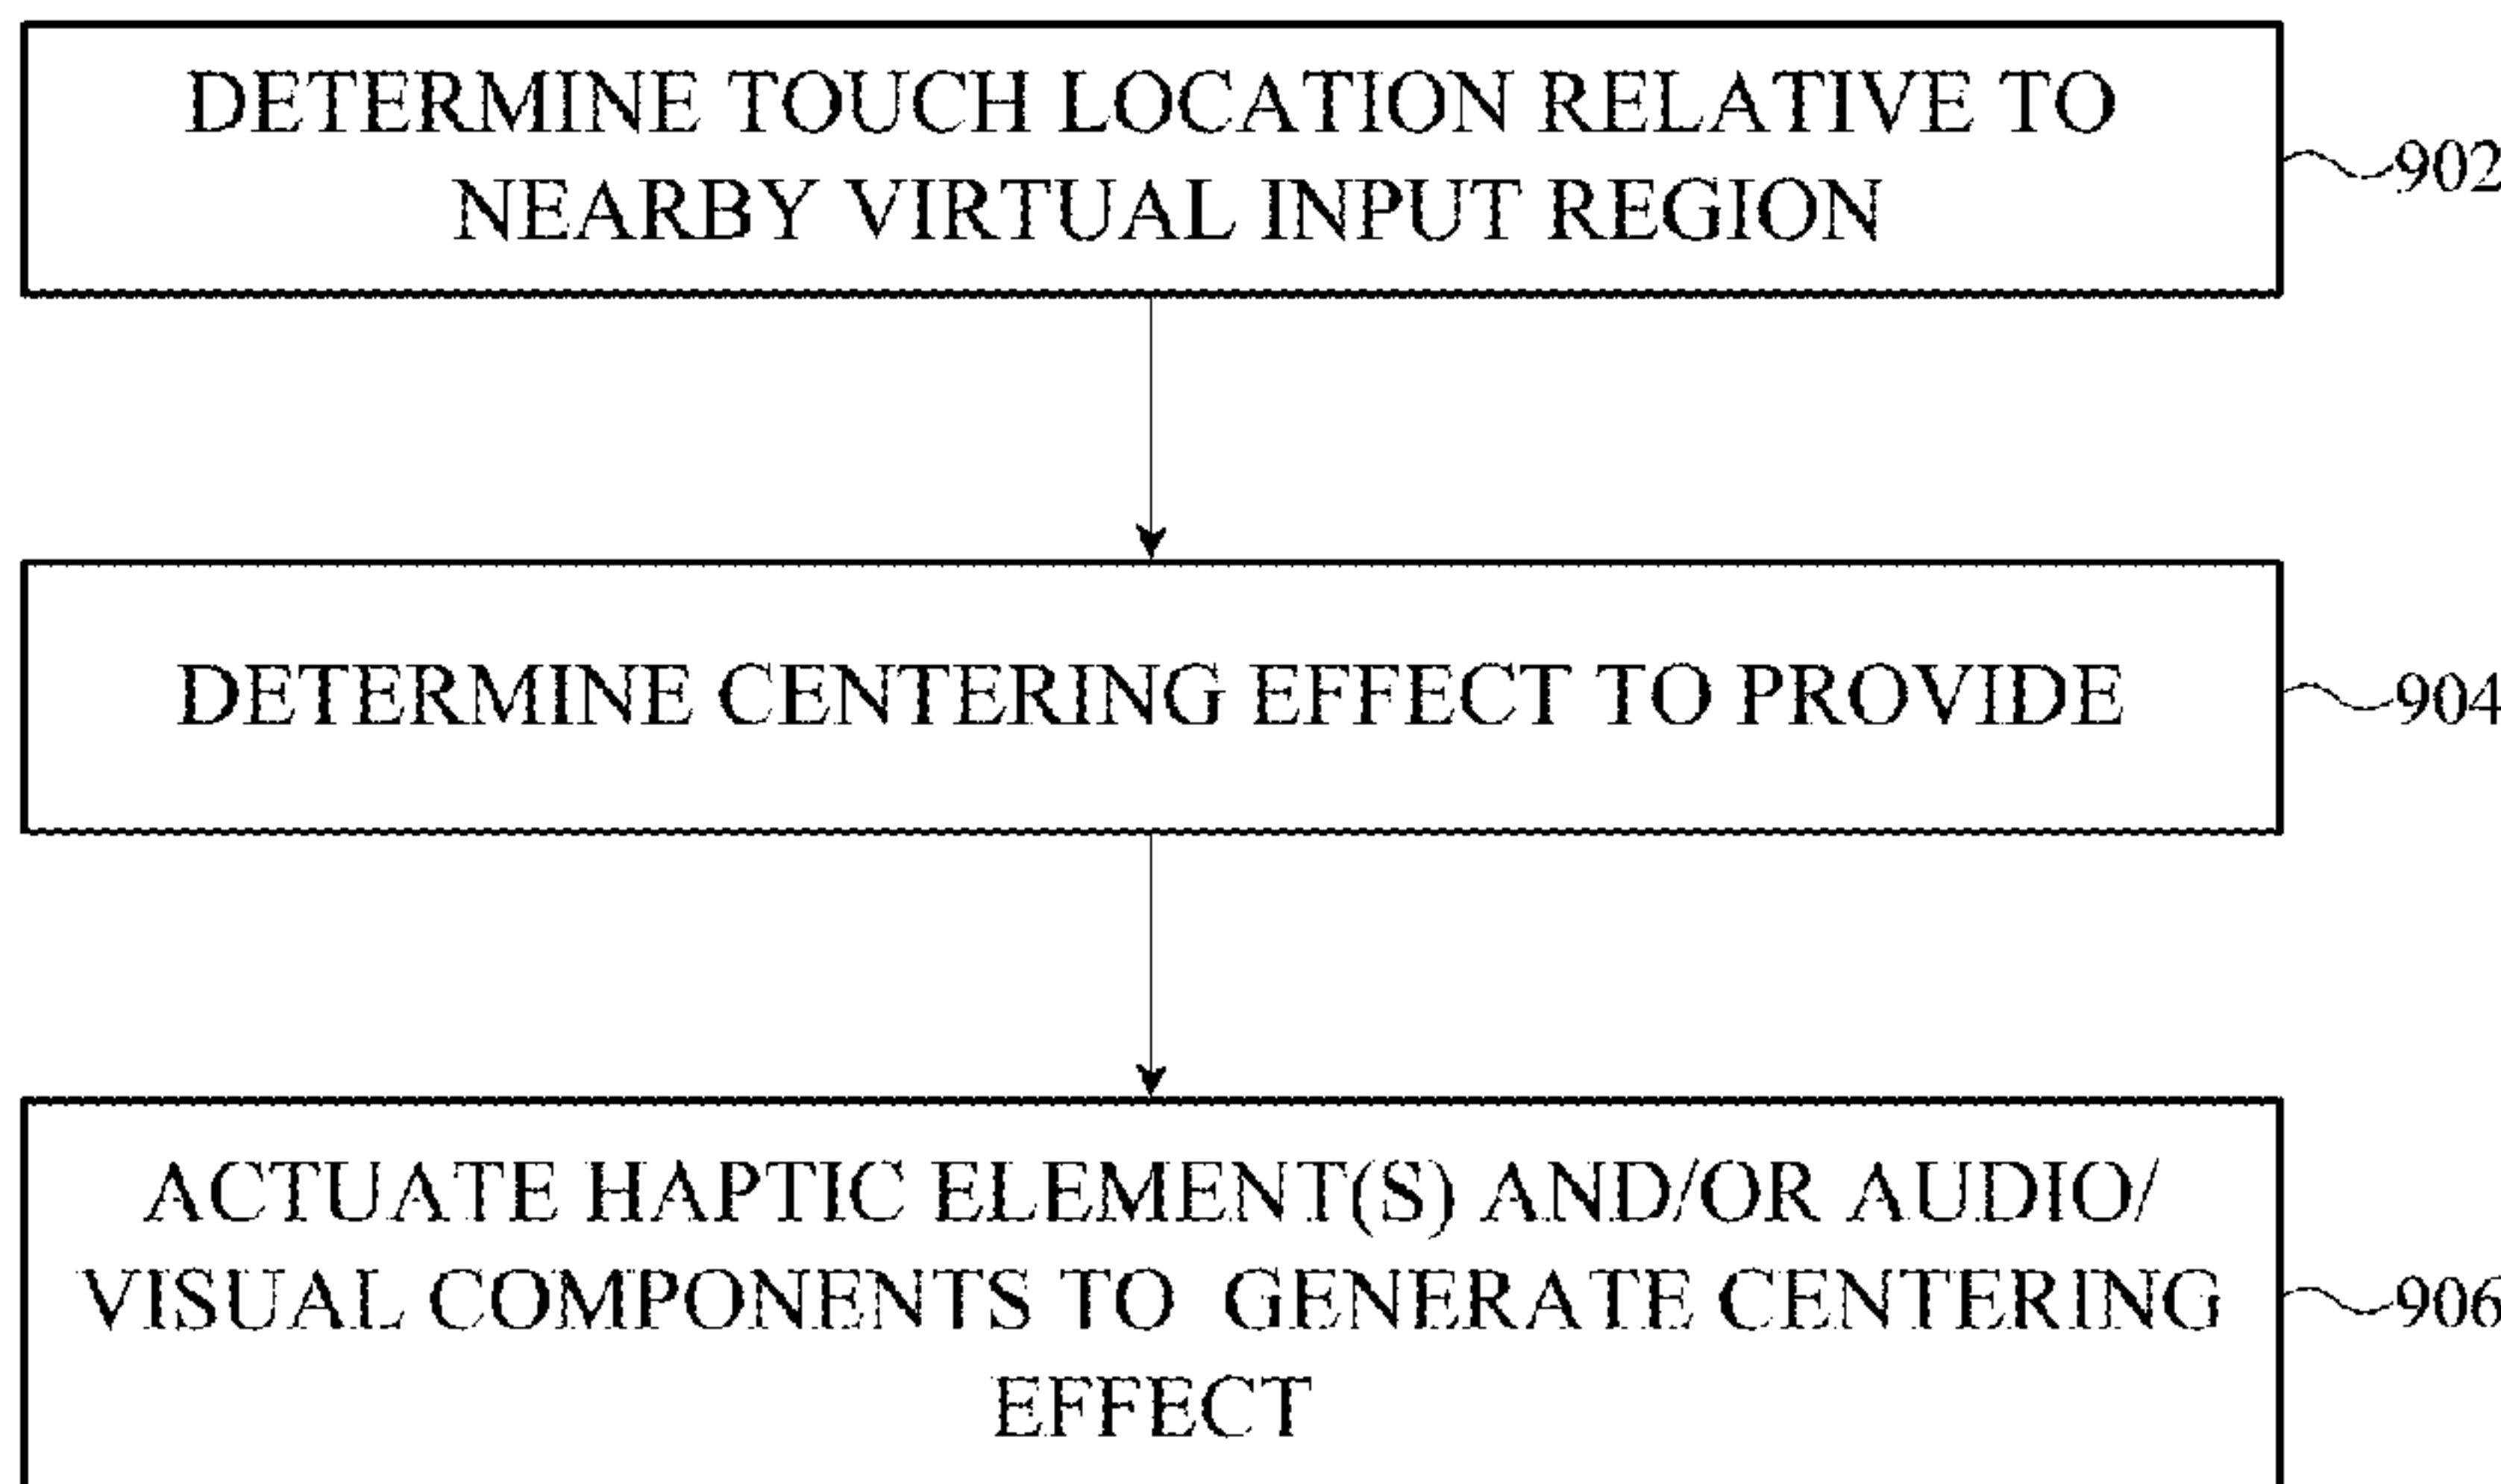 DETERMINE TOUCH LOCATION RELATIVE TO
NEARBY VIRTUAL INPUT REGION
902
DETERMINE CENTERING EFFECT TO PROVIDE
904
ACTUATE HAPTIC ELEMENT(S) AND/OR AUDIO/
VISUAL COMPONENTS TO GENERATE CENTERING
EFFECT
906